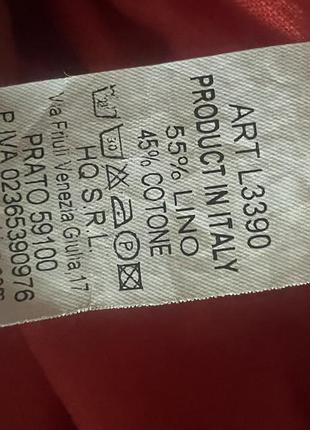 ART L3390
PRODUCT IN ITALY
55% LINO
45% COTONE
HQ S.R.L
Via Friuli Venezia Giulia,17
PRATO 59100
P. IVA 02365390976